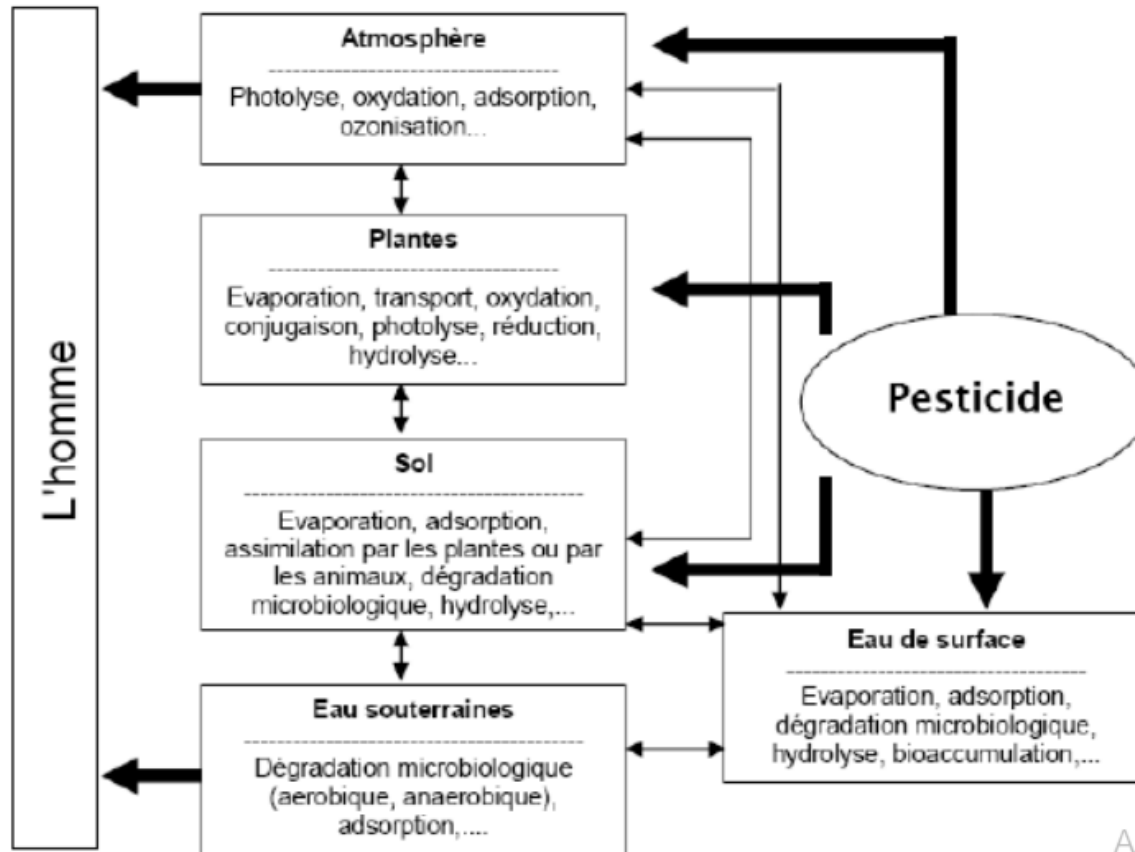 L'homme
Atmosphère
Photolyse, oxydation, adsorption,
ozonisation...
Plantes
Evaporation, transport, oxydation,
conjugaison, photolyse, réduction,
hydrolyse...
Pesticide
Sol
Evaporation, adsorption,
assimilation par les plantes ou par
les animaux, dégradation
microbiologique, hydrolyse,...
Eau de surface
Evaporation, adsorption,
dégradation microbiologique,
hydrolyse, bioaccumulation,...
Eau souterraines
Dégradation microbiologique
(aerobique, anaerobique),
adsorption,....
A